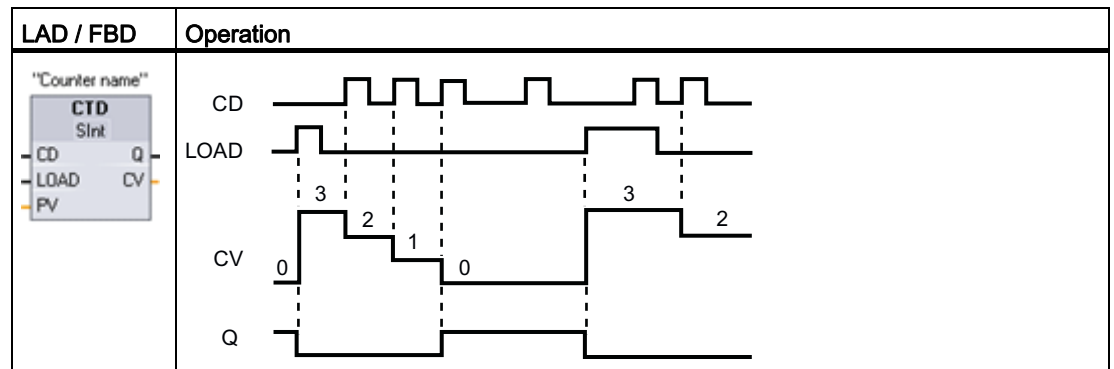 LAD / FBD
Operation
"Counter name"
CTD
SInt
CD Q
LOAD CV
PV
CD
LOAD
3
3
2
2
1
CV
0
0
Q